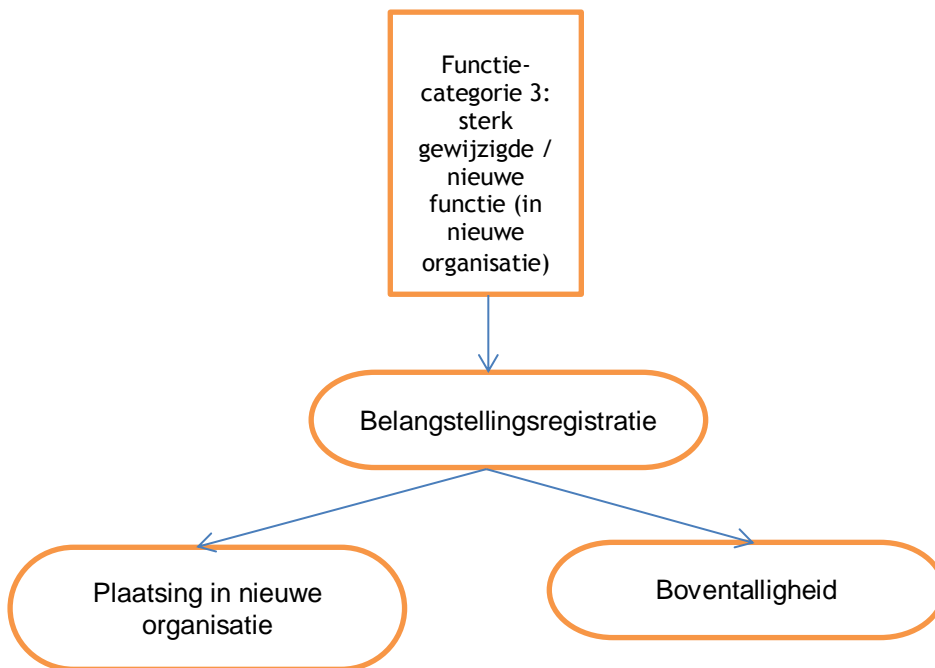 Functie-
categorie 3:
sterk
gewijzigde /
nieuwe
functie (in
nieuwe
organisatie)
Belangstellingsregistratie
Plaatsing in nieuwe
organisatie
Boventalligheid